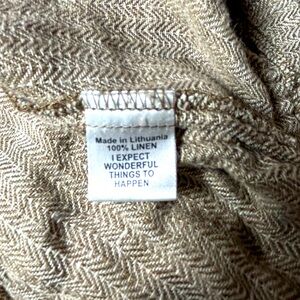 Made in Lithuania
100% LINEN
I EXPECT
WONDERFUL
THINGS TO
HAPPEN